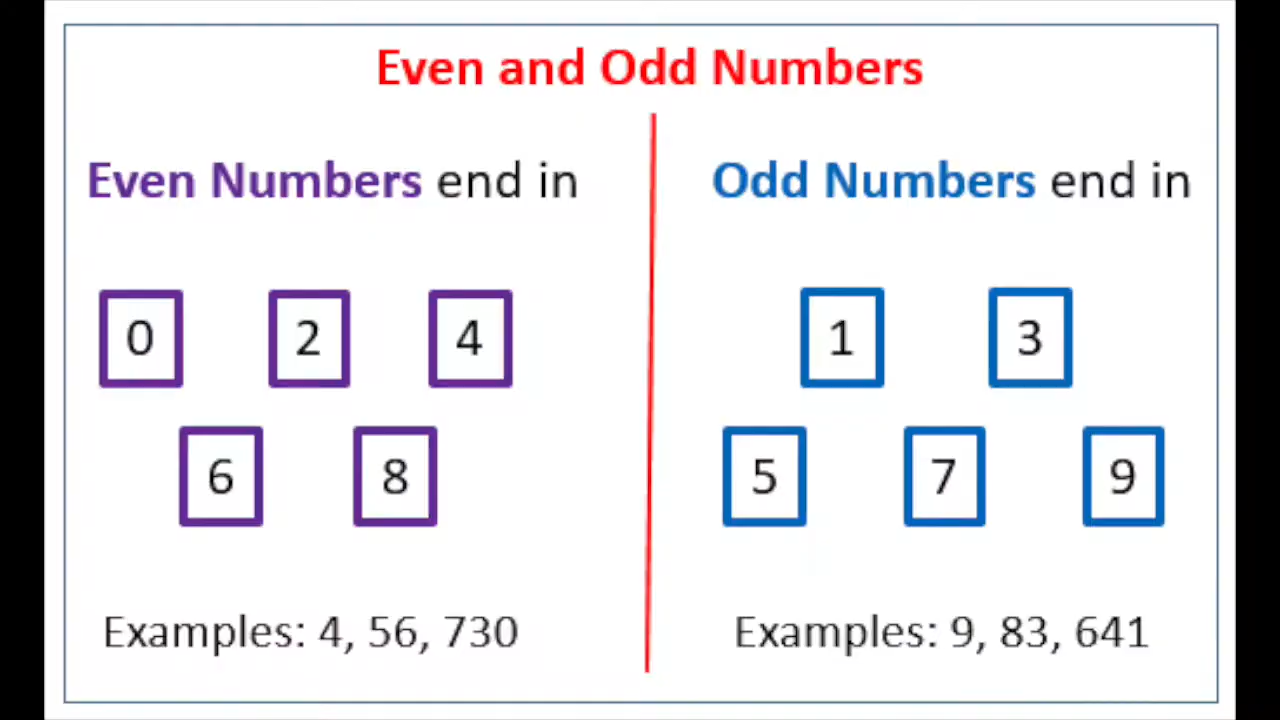 Even and Odd Numbers
Even Numbers end in
0 2 4
6 8
Examples: 4, 56, 730
Odd Numbers end in
1 3
5 7 9
Examples: 9, 83, 641